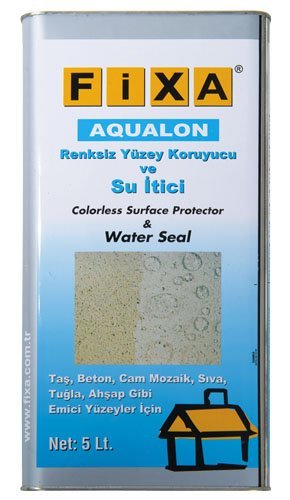 FiXA®
AQUALON
Renksiz Yüzey Koruyucu
ve
Su İtici
Colorless Surface Protector
&
Water Seal
Taş, Beton, Cam Mozaik, Sıva,
Tuğla, Ahşap Gibi
Emici Yüzeyler İçin
Net: 5 Lt.
www.fixa.com.tr